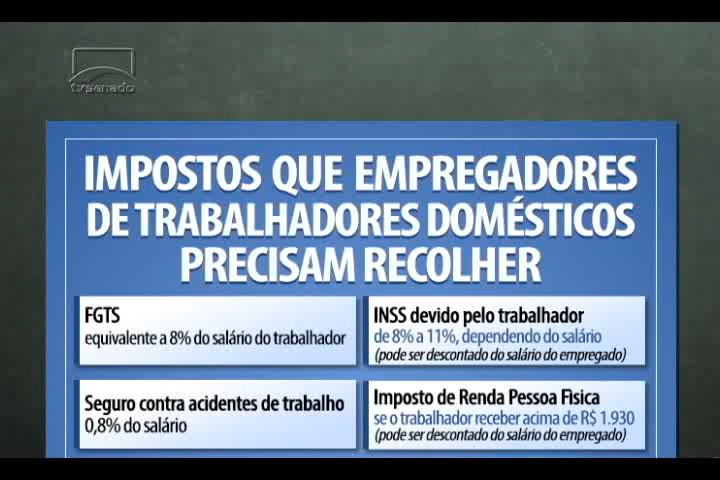 tvsenado
IMPOSTOS QUE EMPREGADORES
DE TRABALHADORES DOMÉSTICOS
PRECISAM RECOLHER
FGTS
equivalente a 8% do salário do trabalhador
INSS devido pelo trabalhador
de 8% a 11%, dependendo do salário
(pode ser descontado do salário do empregado)
Seguro contra acidentes de trabalho
0,8% do salário
Imposto de Renda Pessoa Fìsica
se o trabalhador receber acima de R$ 1.930
(pode ser descontado do salário do empregado)